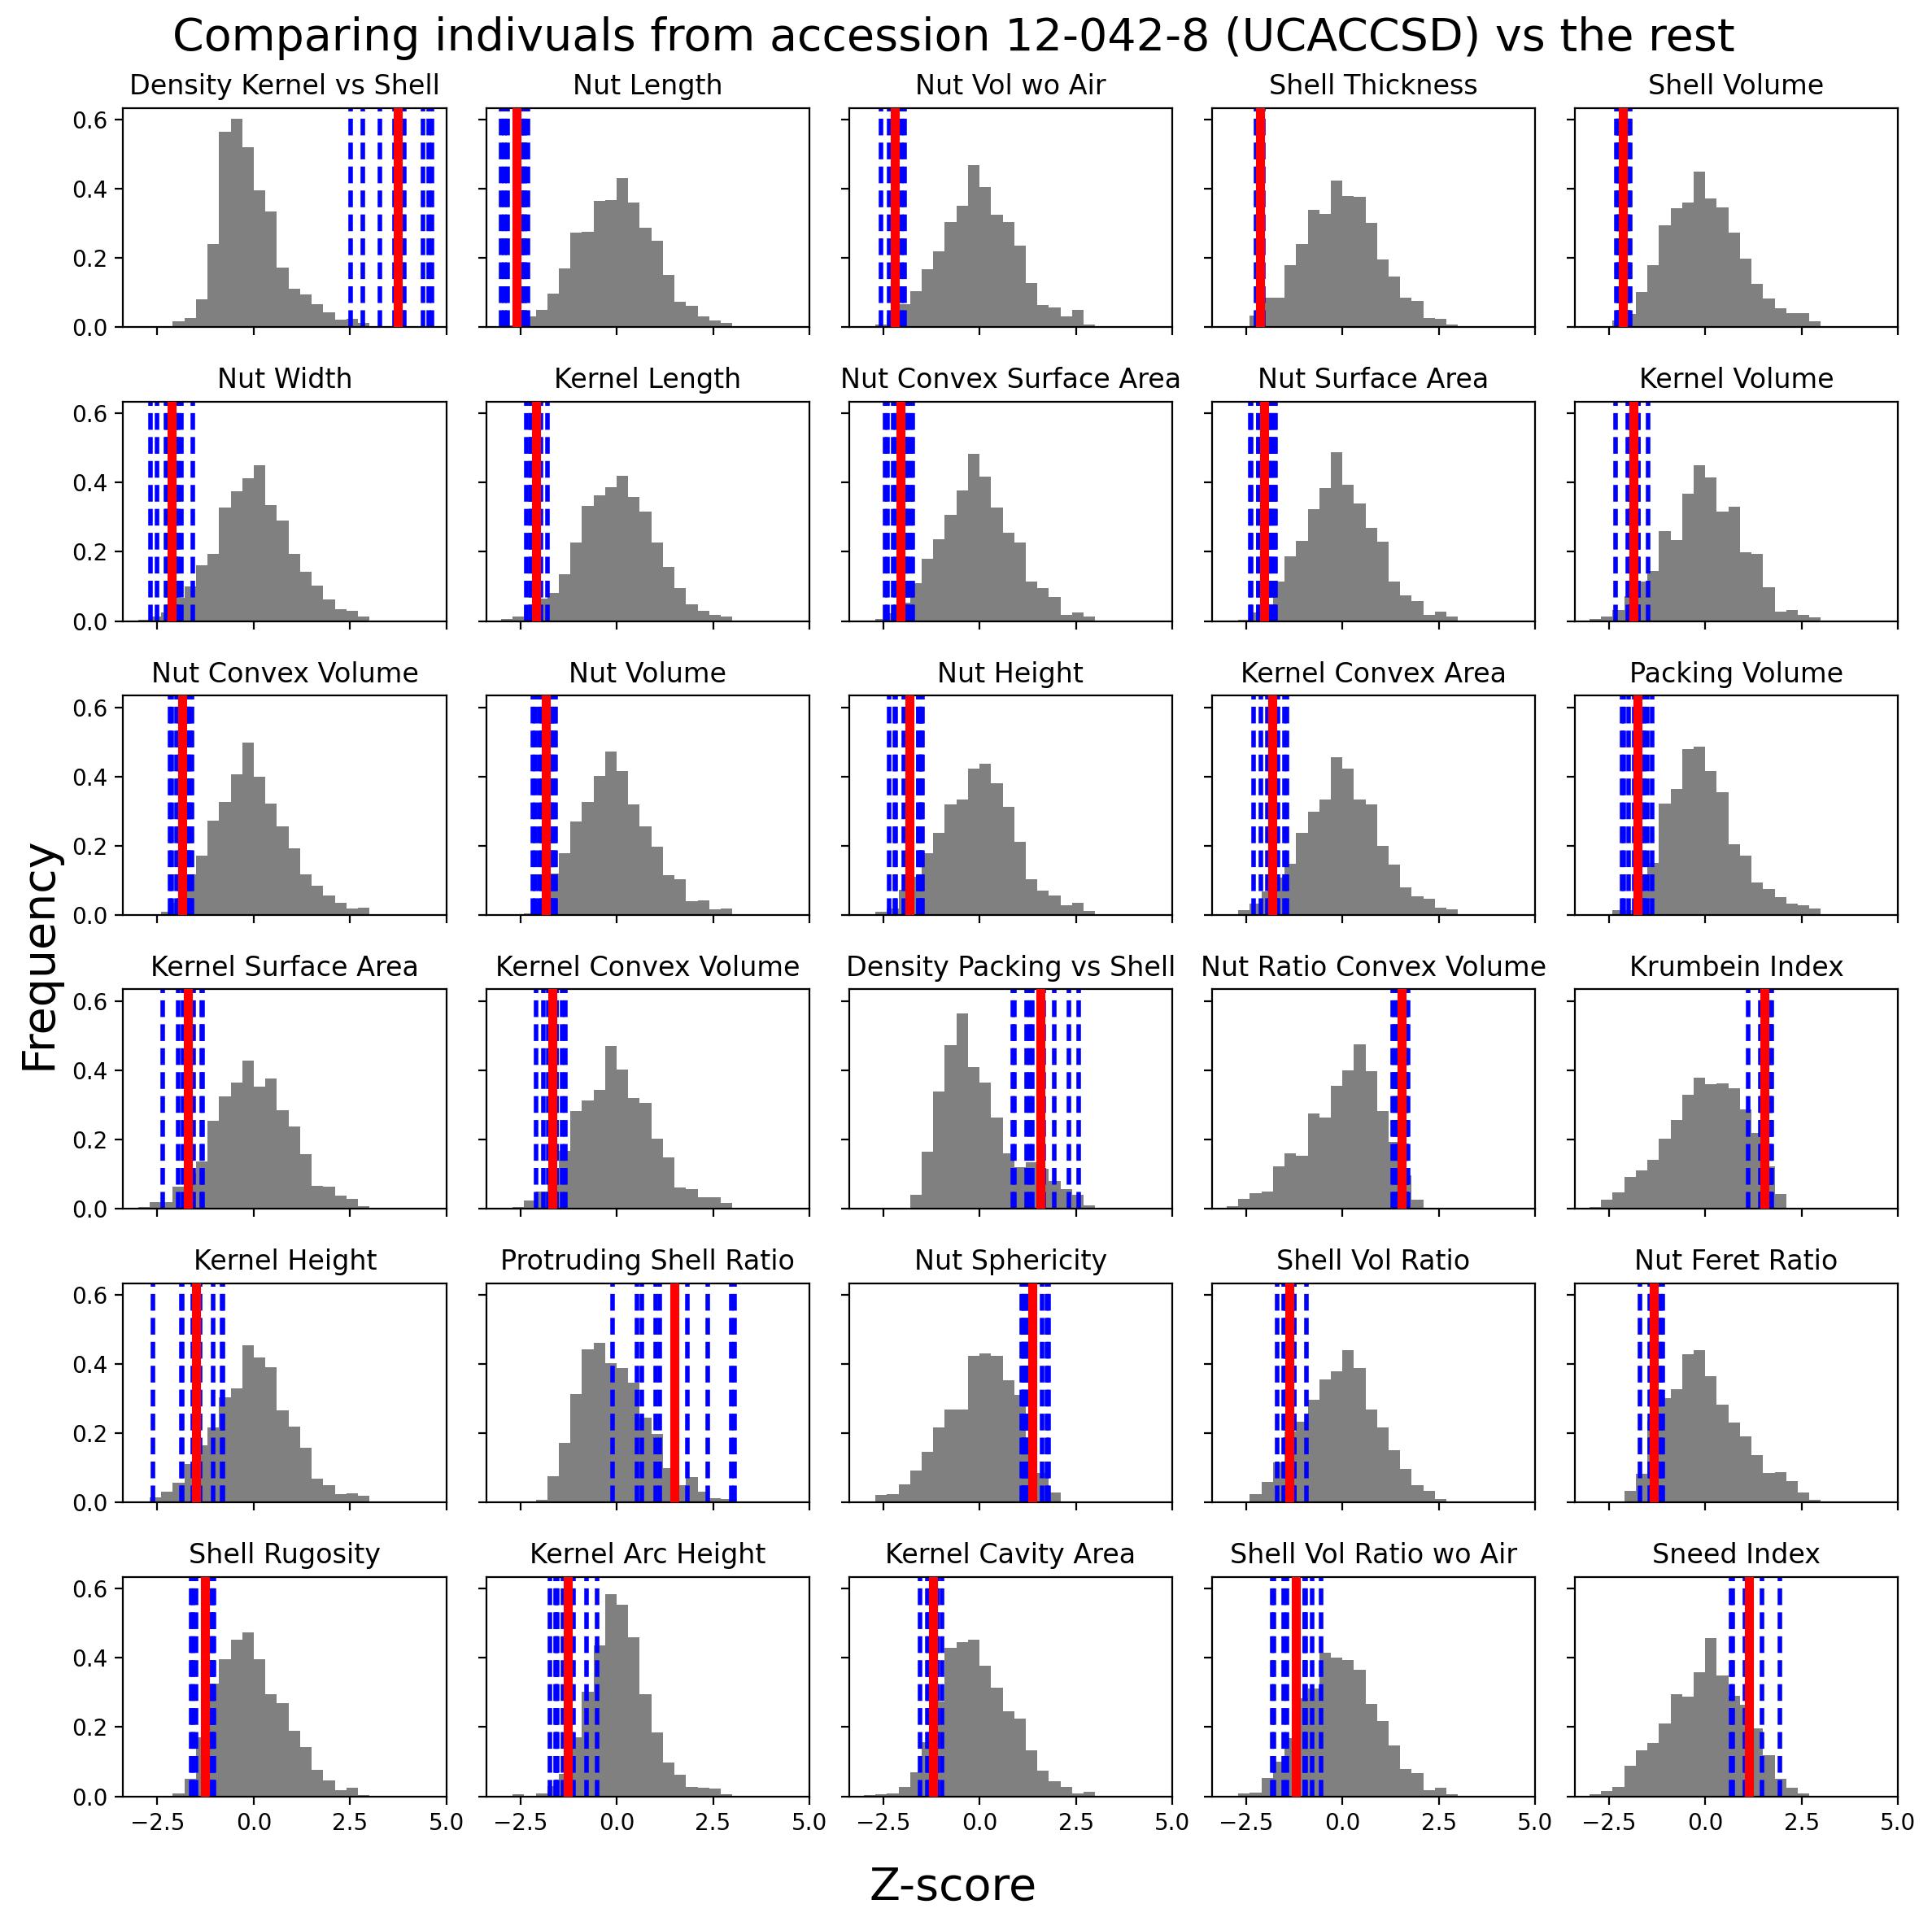 Comparing indivuals from accession 12-042-8 (UCACCSD) vs the rest
Density Kernel vs Shell
Nut Length
Nut Vol wo Air
Shell Thickness
Shell Volume
0.6
0.4
0.2
0.0
Nut Width
Kernel Length
Nut Convex Surface Area
Nut Surface Area
Kernel Volume
0.6
0.4
0.2
0.0
Nut Convex Volume
Nut Volume
Nut Height
Kernel Convex Area
Packing Volume
0.6
0.4
0.2
0.0
Frequency
Kernel Surface Area
Kernel Convex Volume
Density Packing vs Shell
Nut Ratio Convex Volume
Krumbein Index
0.6
0.4
0.2
0.0
Kernel Height
Protruding Shell Ratio
Nut Sphericity
Shell Vol Ratio
Nut Feret Ratio
0.6
0.4
0.2
0.0
Shell Rugosity
Kernel Arc Height
Kernel Cavity Area
Shell Vol Ratio wo Air
Sneed Index
0.6
0.4
0.2
0.0
−2.5 0.0 2.5 5.0
−2.5 0.0 2.5 5.0
−2.5 0.0 2.5 5.0
−2.5 0.0 2.5 5.0
−2.5 0.0 2.5 5.0
Z-score